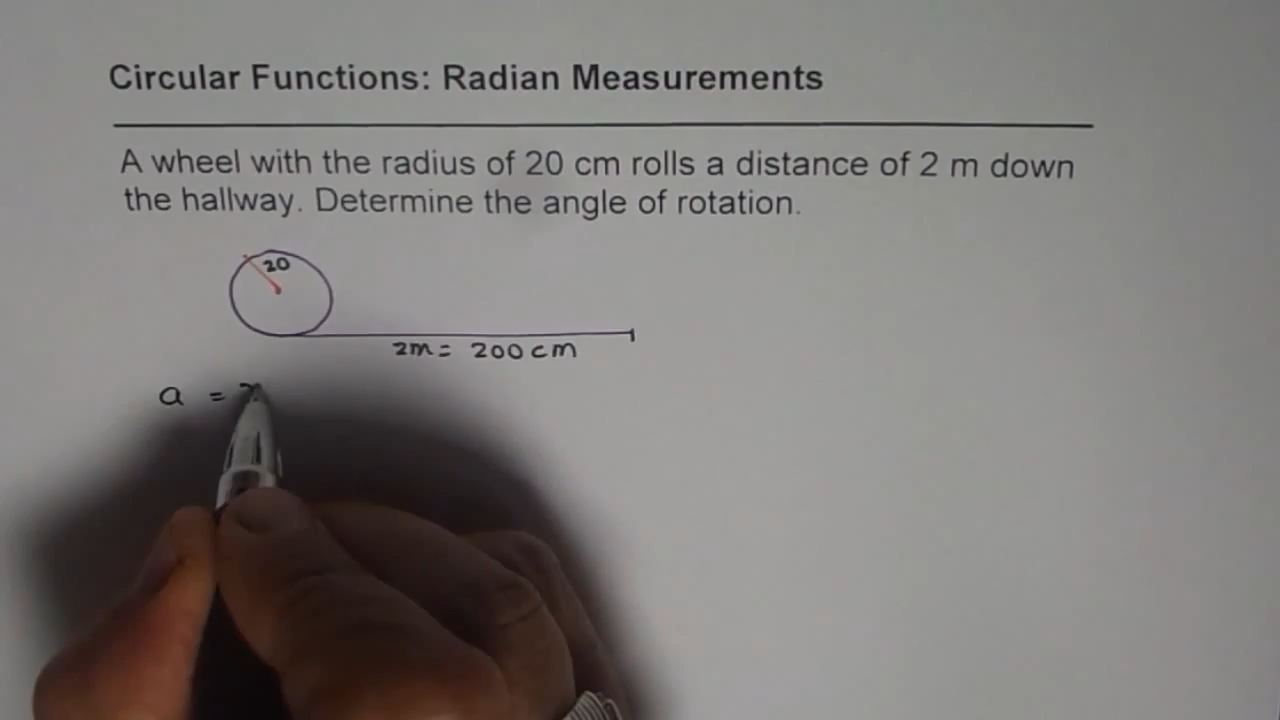 Circular Functions: Radian Measurements
A wheel with the radius of 20 cm rolls a distance of 2 m down
the hallway. Determine the angle of rotation.
20
2m = 200 cm
a =